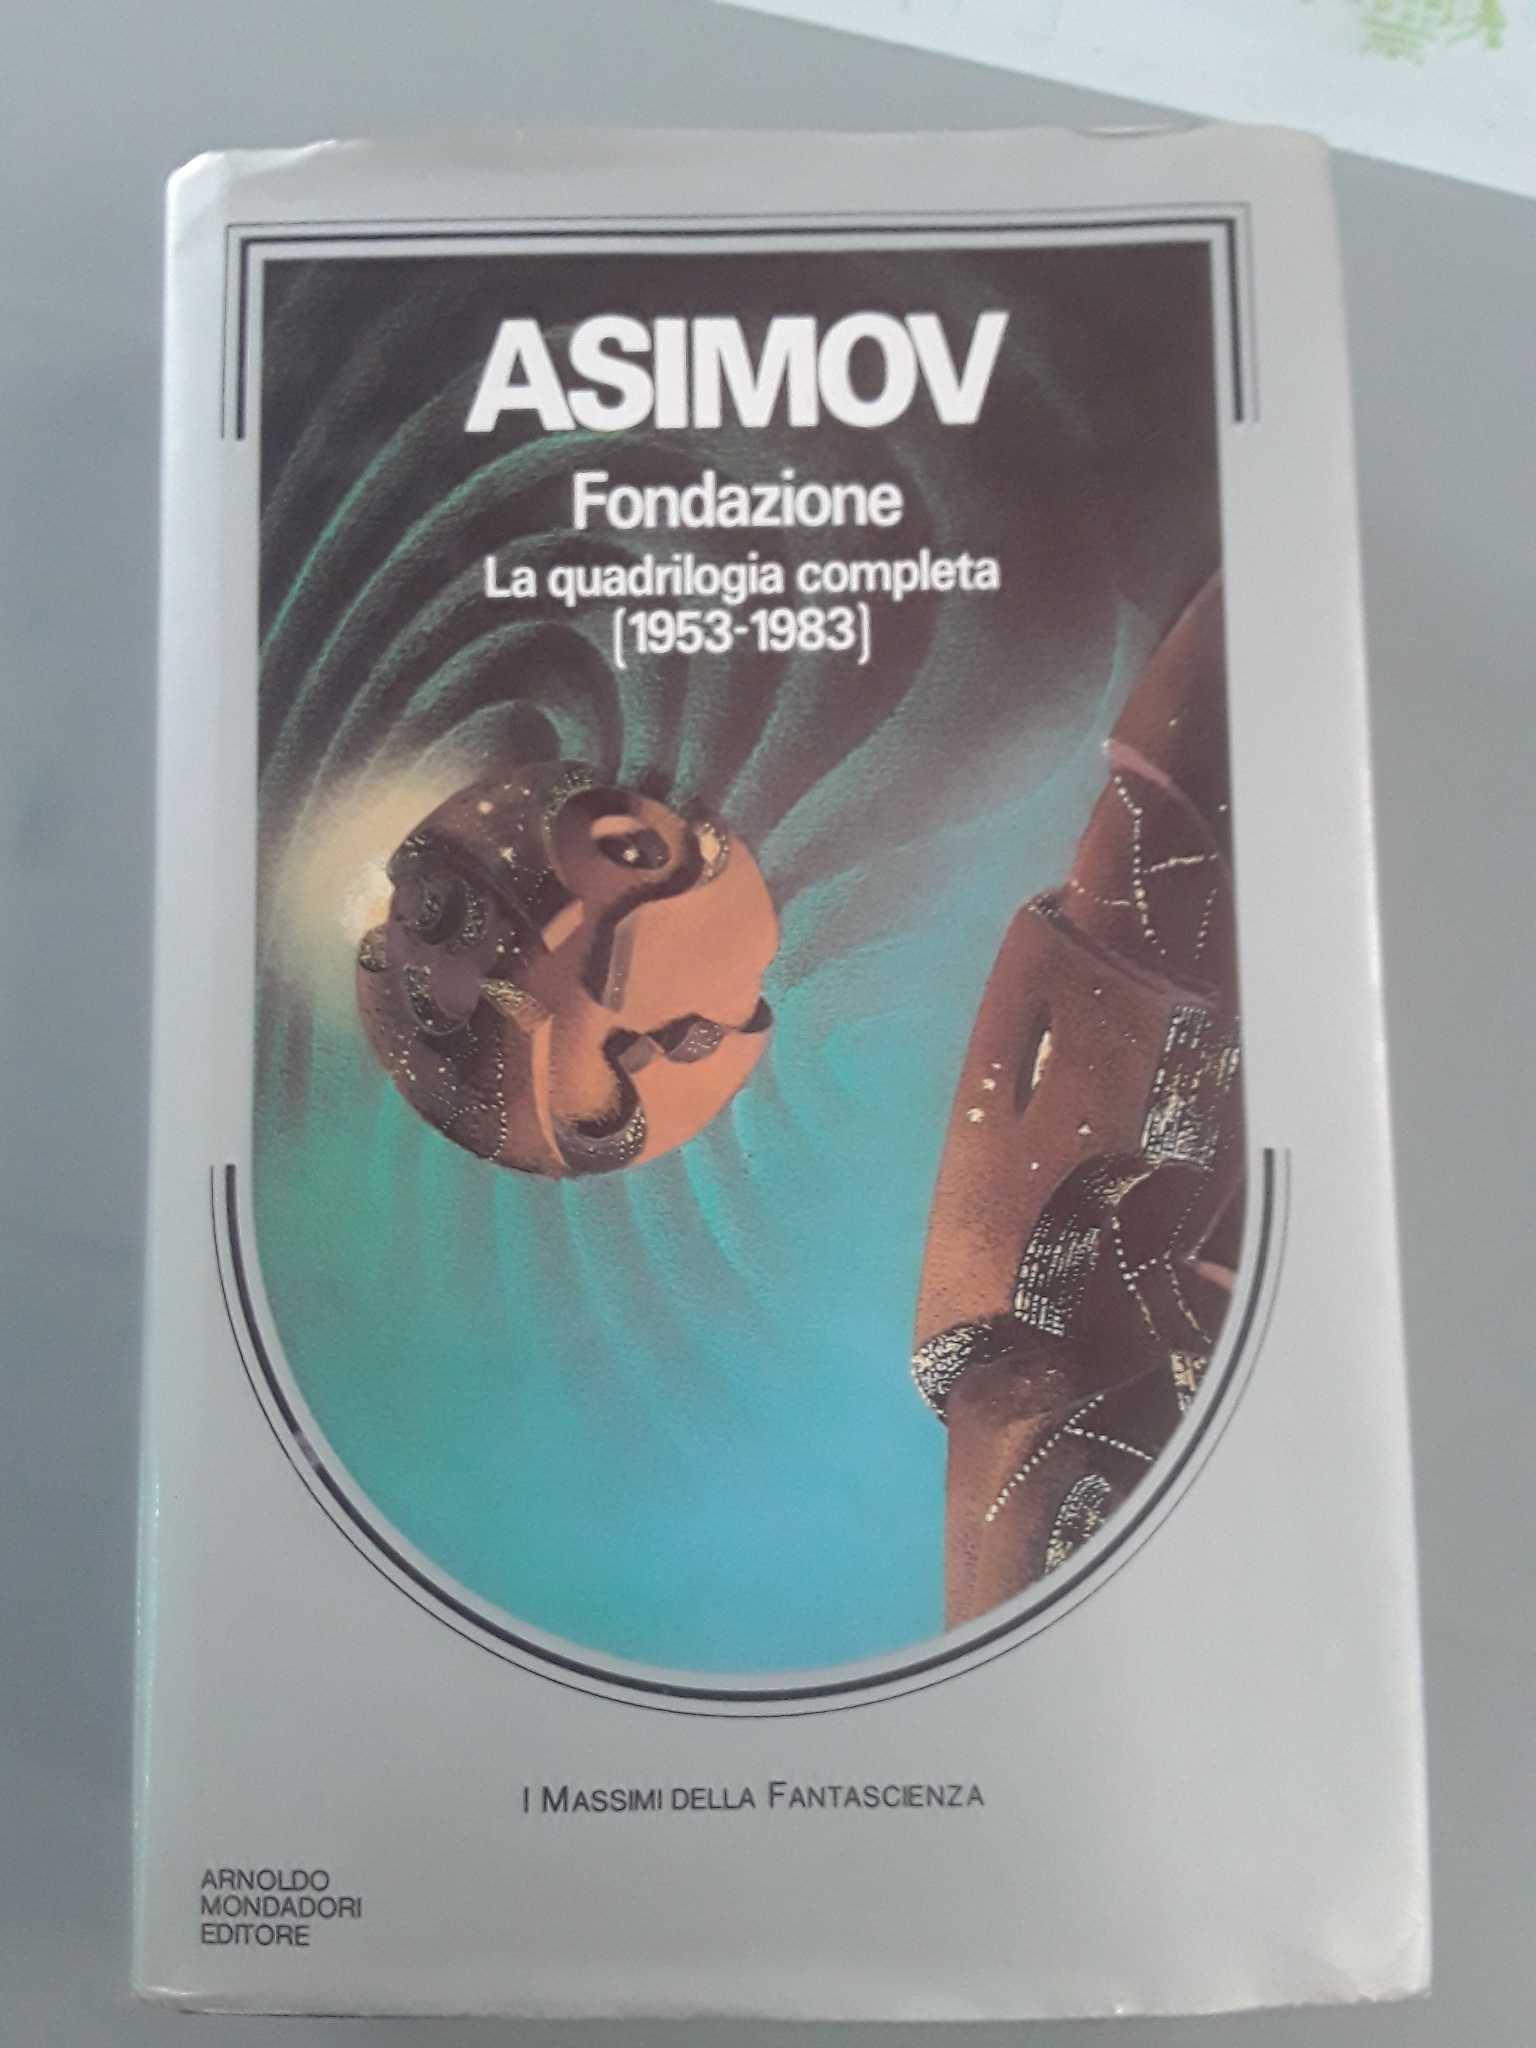 ASIMOV
Fondazione
La quadrilogia completa
(1953-1983)
I MASSIMI DELLA FANTASCIENZA
ARNOLDO
MONDADORI
EDITORE